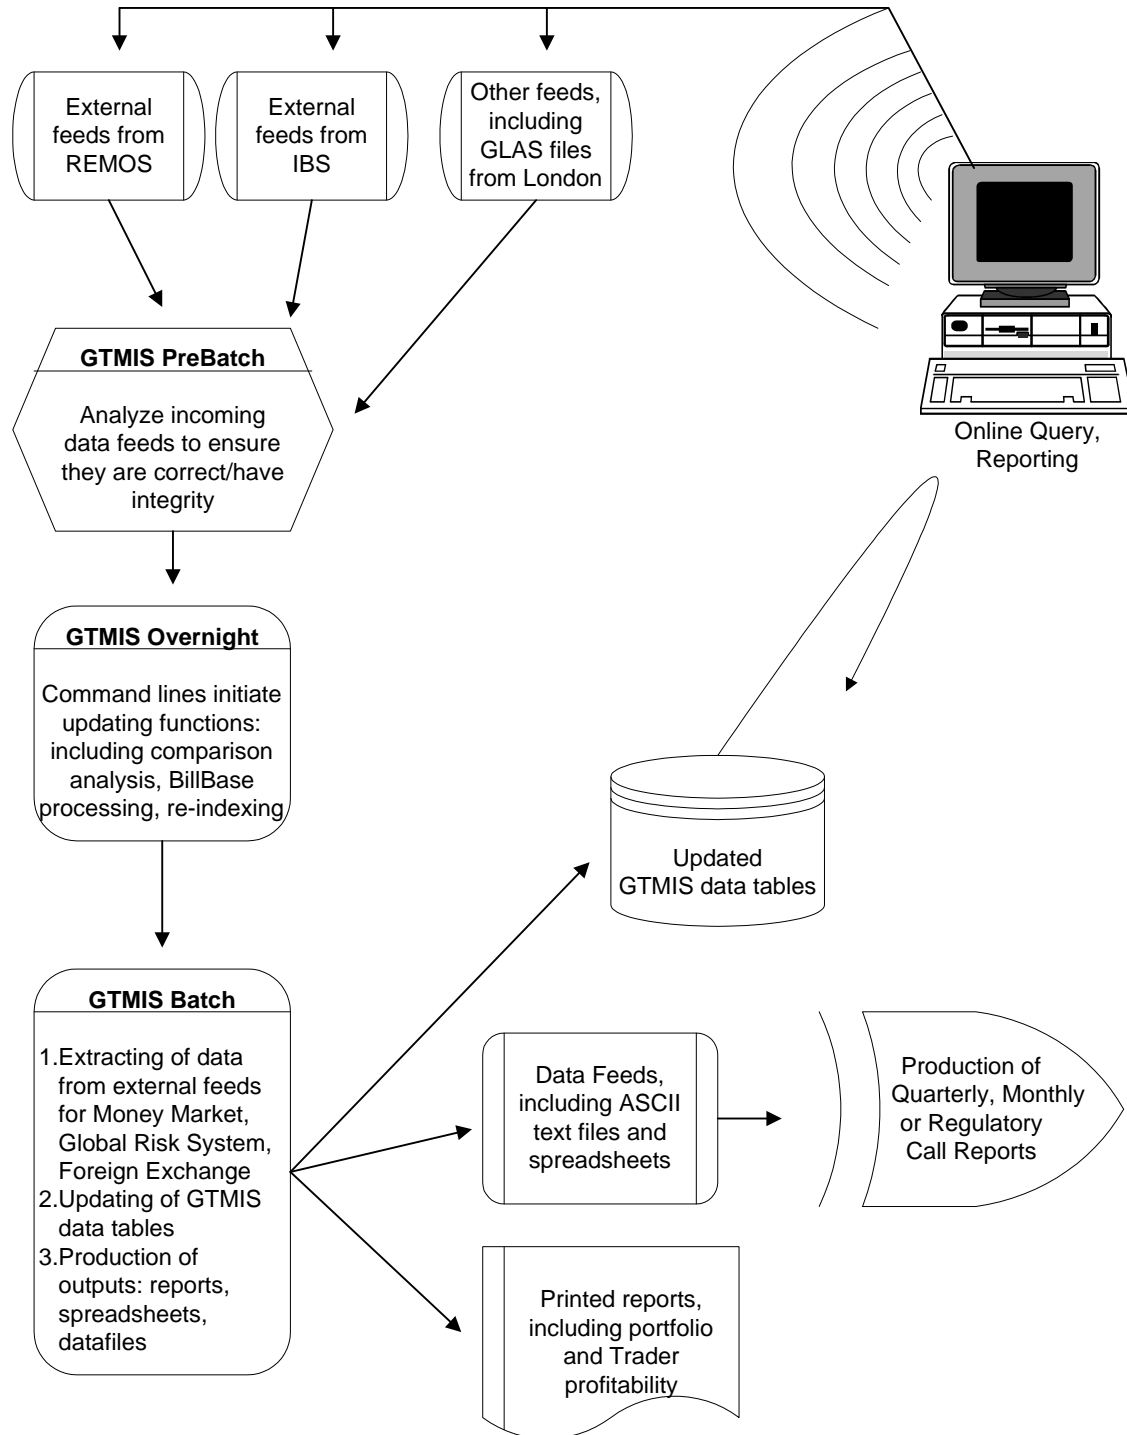 External
feeds from
REMOS
External
feeds from
IBS
Other feeds,
including
GLAS files
from London
Online Query,
Reporting
GTMIS PreBatch
Analyze incoming
data feeds to ensure
they are correct/have
integrity
GTMIS Overnight
Command lines initiate
updating functions:
including comparison
analysis, BillBase
processing, re-indexing
Updated
GTMIS data tables
GTMIS Batch
1.Extracting of data
from external feeds
for Money Market,
Global Risk System,
Foreign Exchange
2.Updating of GTMIS
data tables
3.Production of
outputs: reports,
spreadsheets,
datafiles
Data Feeds,
including ASCII
text files and
spreadsheets
Production of
Quarterly, Monthly
or Regulatory
Call Reports
Printed reports,
including portfolio
and Trader
profitability